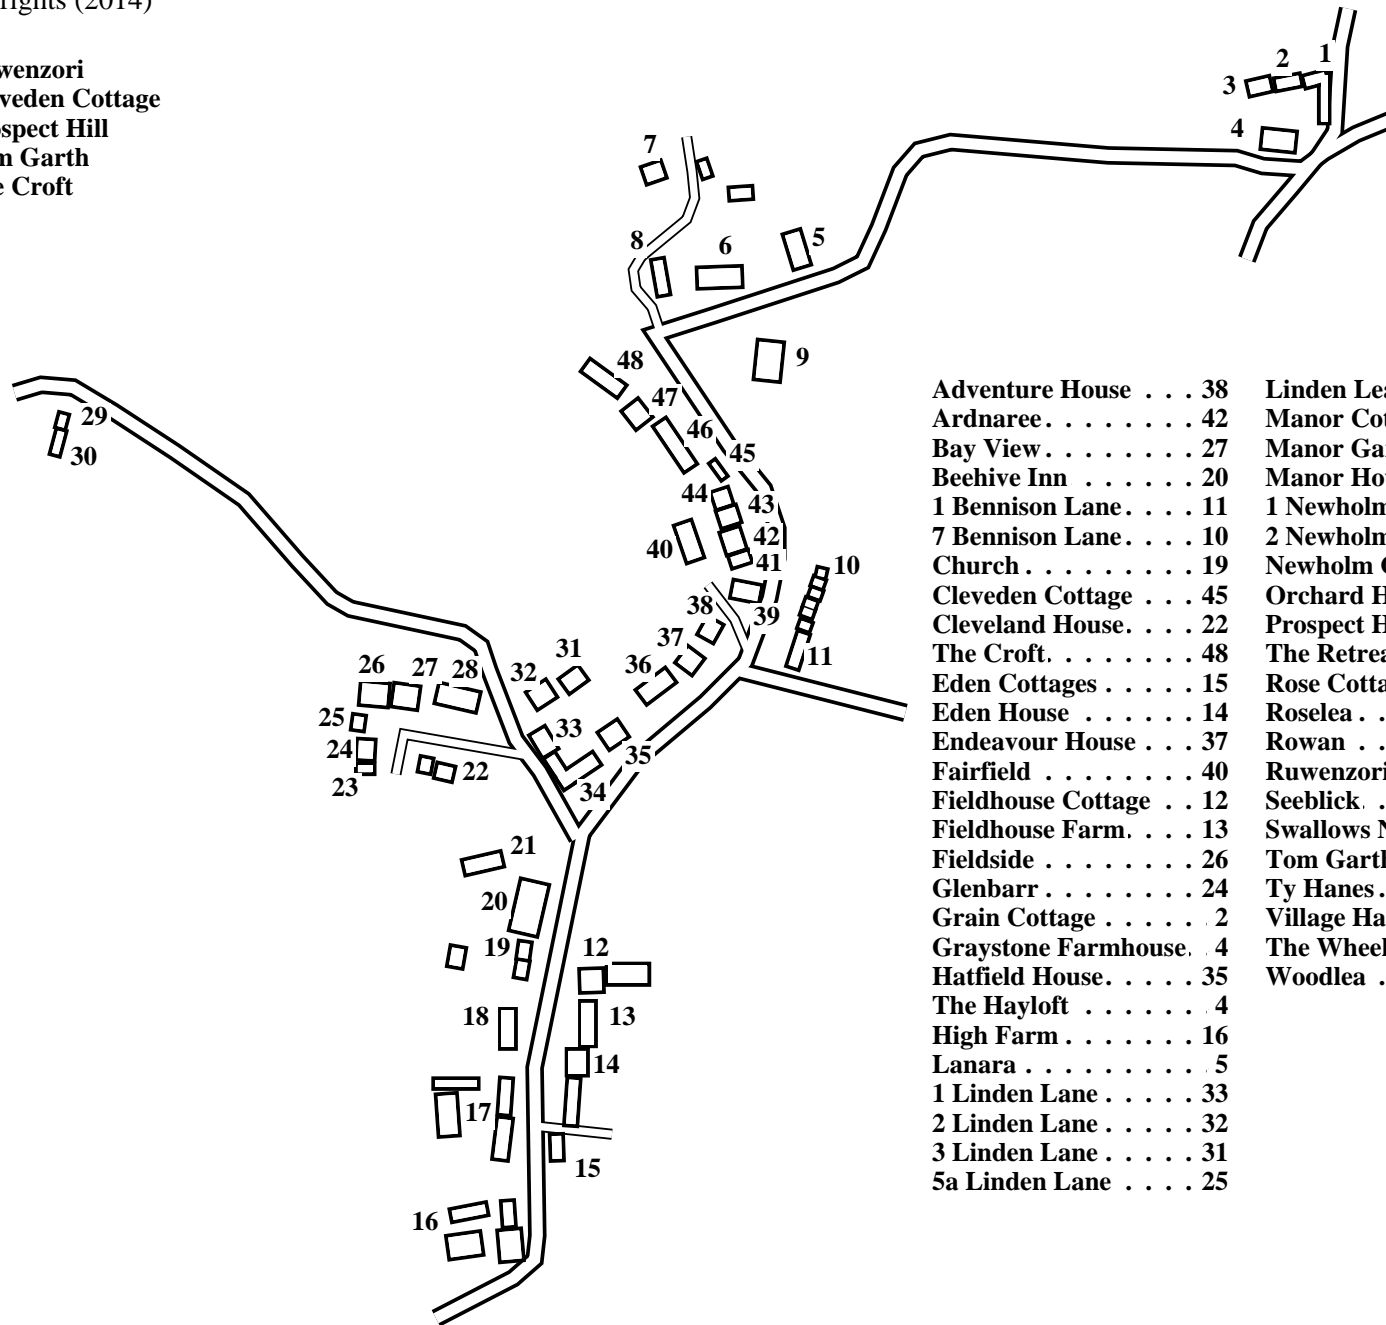 rights (2014)
wenzori
veden Cottage
spect Hill
m Garth
e Croft
1
2
3
4
7
5
6
8
9
48
47
46
45
44
43
42
40
41
10
39
38
37
11
36
31
32
29
30
26
27
28
25
24
23
22
33
35
34
21
20
19
12
18
13
14
17
15
16
Adventure House . . . 38
Ardnaree . . . . . . . . 42
Bay View . . . . . . . . 27
Beehive Inn . . . . . . 20
1 Bennison Lane . . . . 11
7 Bennison Lane . . . . 10
Church . . . . . . . . . 19
Cleveden Cottage . . . 45
Cleveland House . . . . 22
The Croft . . . . . . . . 48
Eden Cottages . . . . . 15
Eden House . . . . . . 14
Endeavour House . . . 37
Fairfield . . . . . . . . 40
Fieldhouse Cottage . . 12
Fieldhouse Farm . . . . 13
Fieldside . . . . . . . . 26
Glenbarr . . . . . . . . 24
Grain Cottage . . . . . . 2
Graystone Farmhouse . . 4
Hatfield House . . . . . 35
The Hayloft . . . . . . . 4
High Farm . . . . . . . 16
Lanara . . . . . . . . . . 5
1 Linden Lane . . . . . 33
2 Linden Lane . . . . . 32
3 Linden Lane . . . . . 31
5a Linden Lane . . . . 25
Linden Lea
Manor Cot
Manor Ga
Manor Ho
1 Newholm
2 Newholm
Newholm
Orchard H
Prospect H
The Retrea
Rose Cotta
Roselea . .
Rowan . .
Ruwenzori
Seeblick . .
Swallows N
Tom Garth
Ty Hanes .
Village Ha
The Wheel
Woodlea .